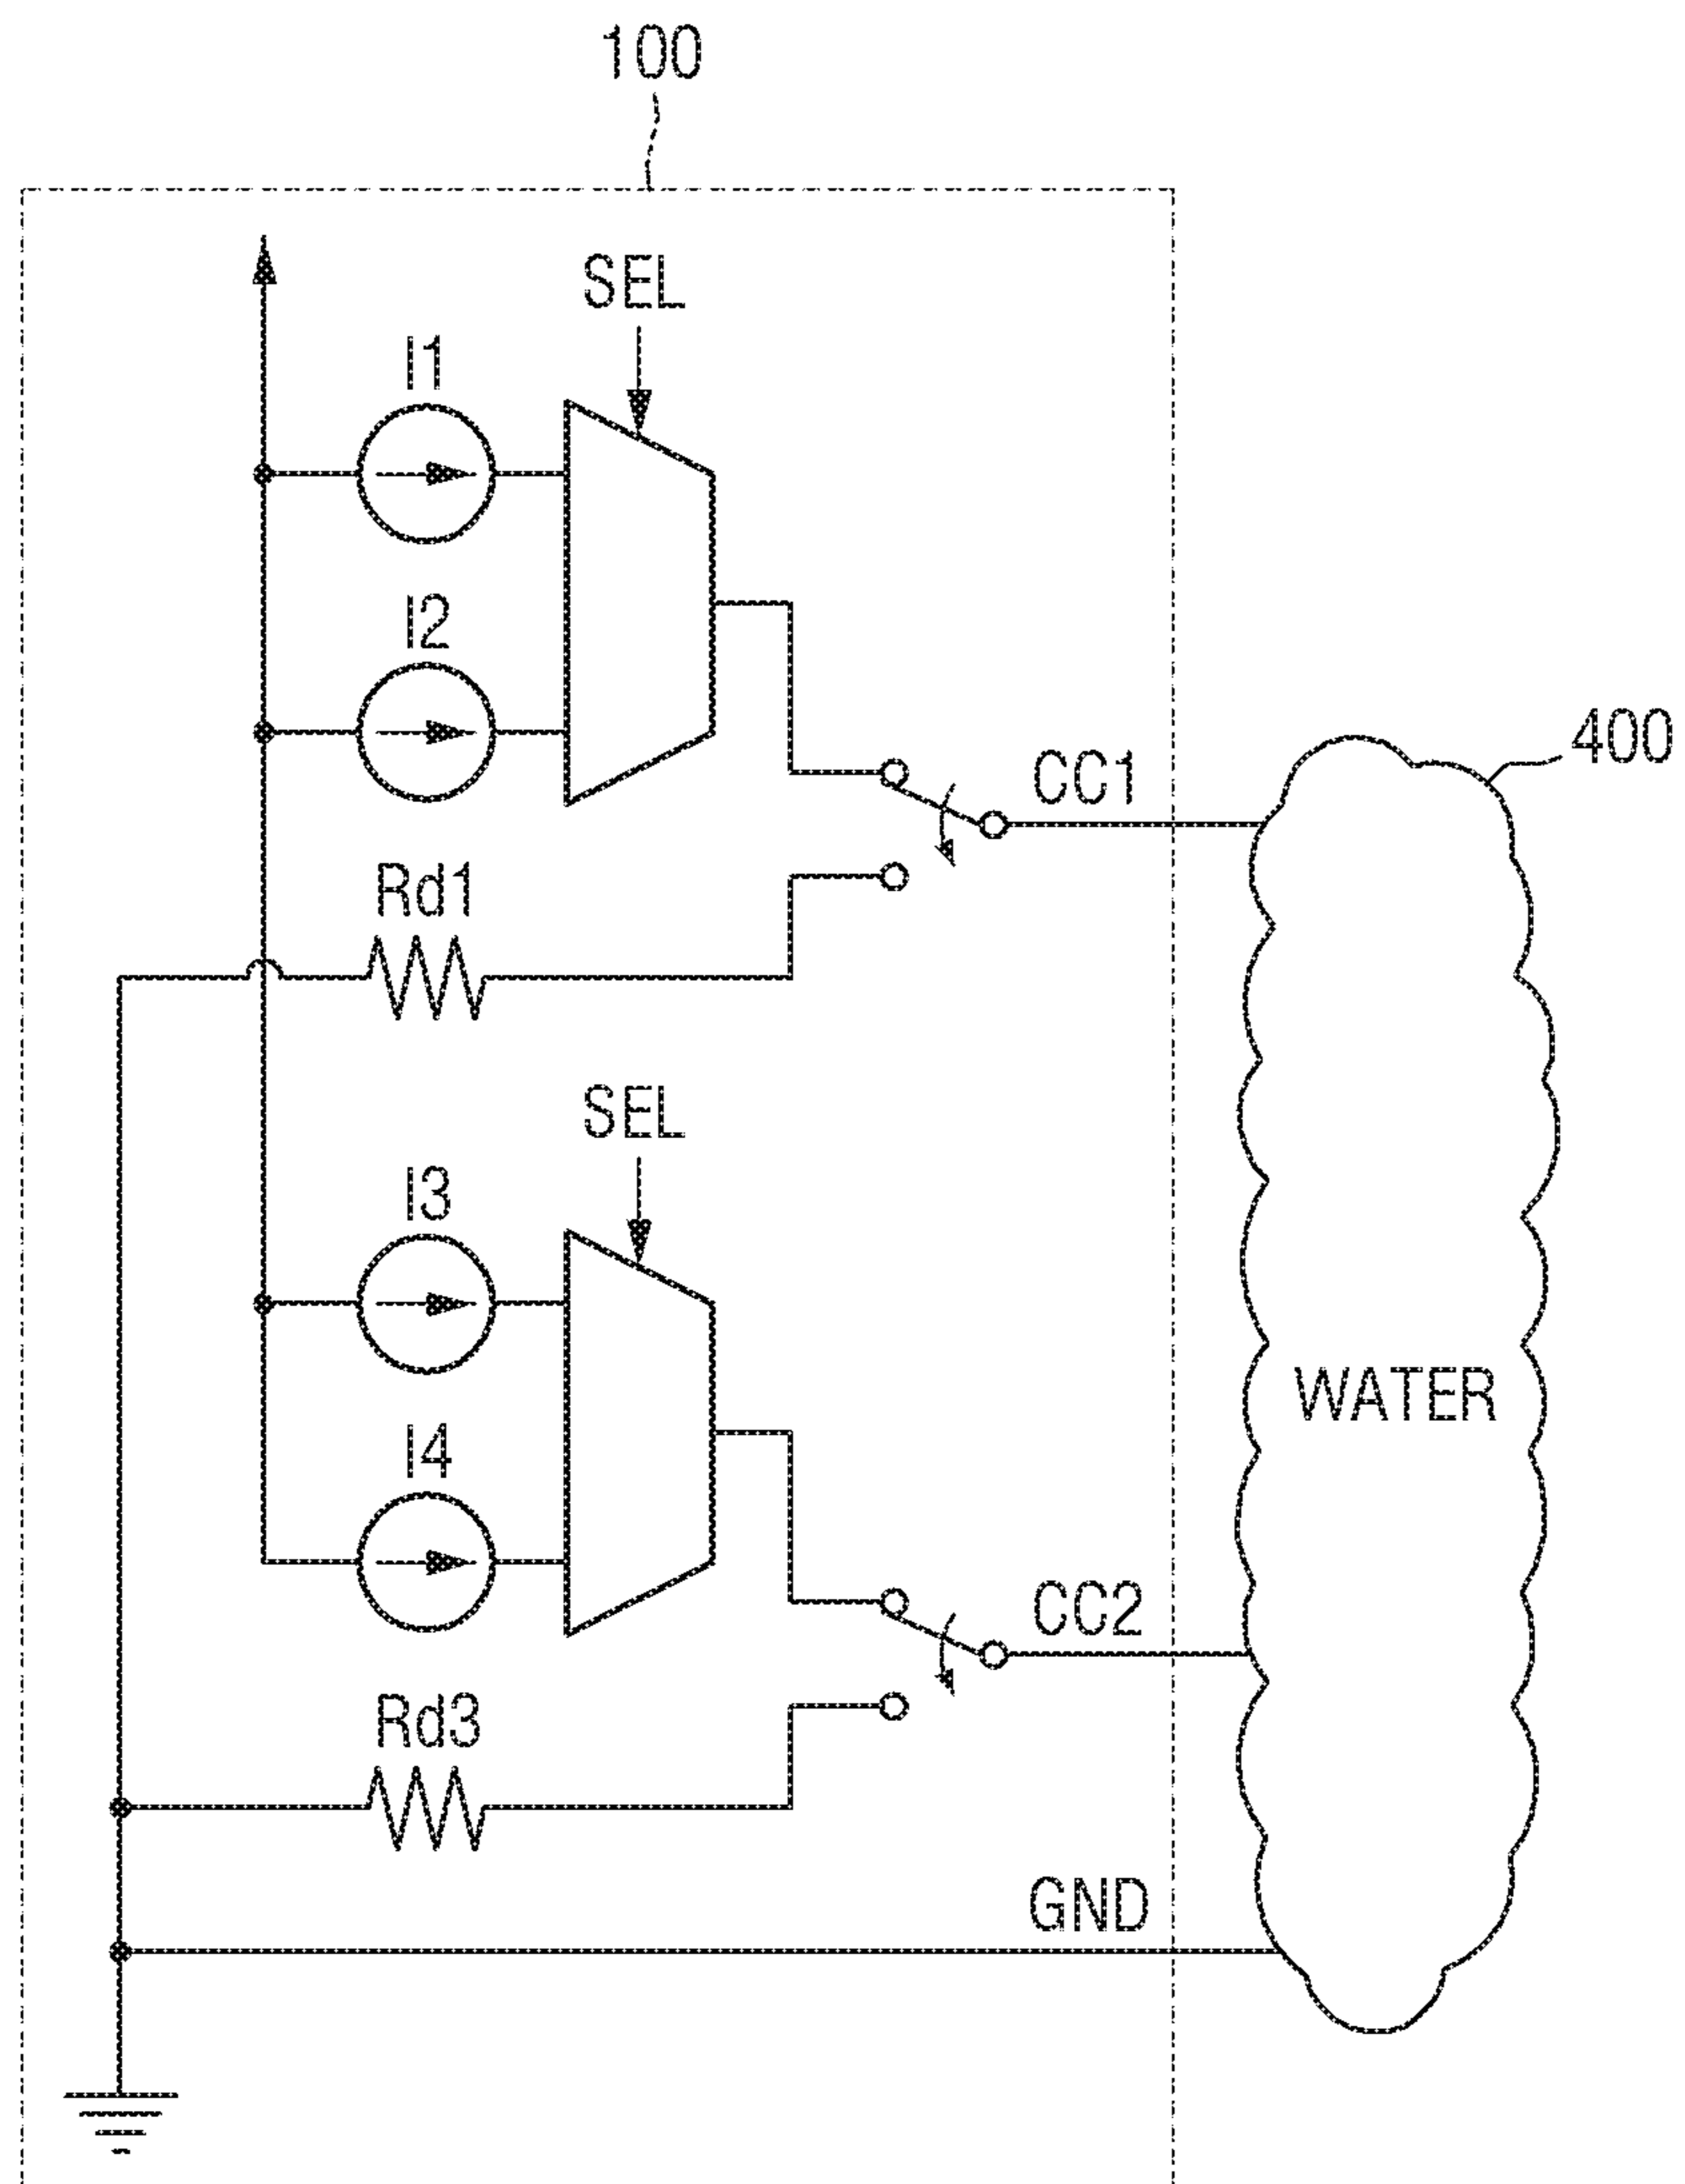 100
SEL
I1
I2
CC1
400
Rd1
SEL
I3
WATER
I4
CC2
Rd3
GND